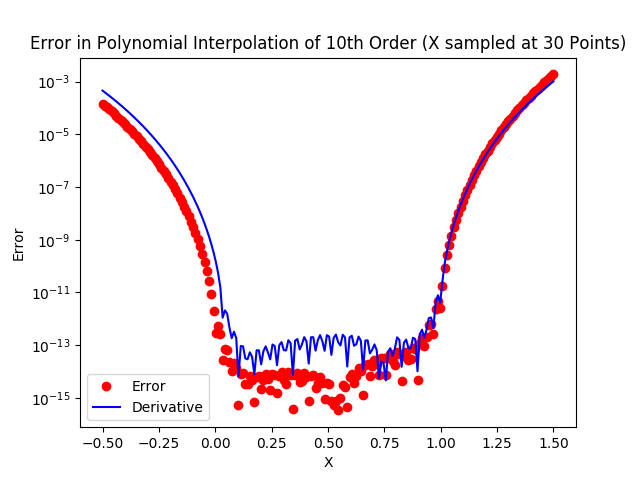 Error in Polynomial Interpolation of 10th Order (X sampled at 30 Points)
10⁻³
10⁻⁵
10⁻⁷
10⁻⁹
10⁻¹¹
10⁻¹³
10⁻¹⁵
Error
Error
Derivative
−0.50 −0.25 0.00 0.25 0.50 0.75 1.00 1.25 1.50
X